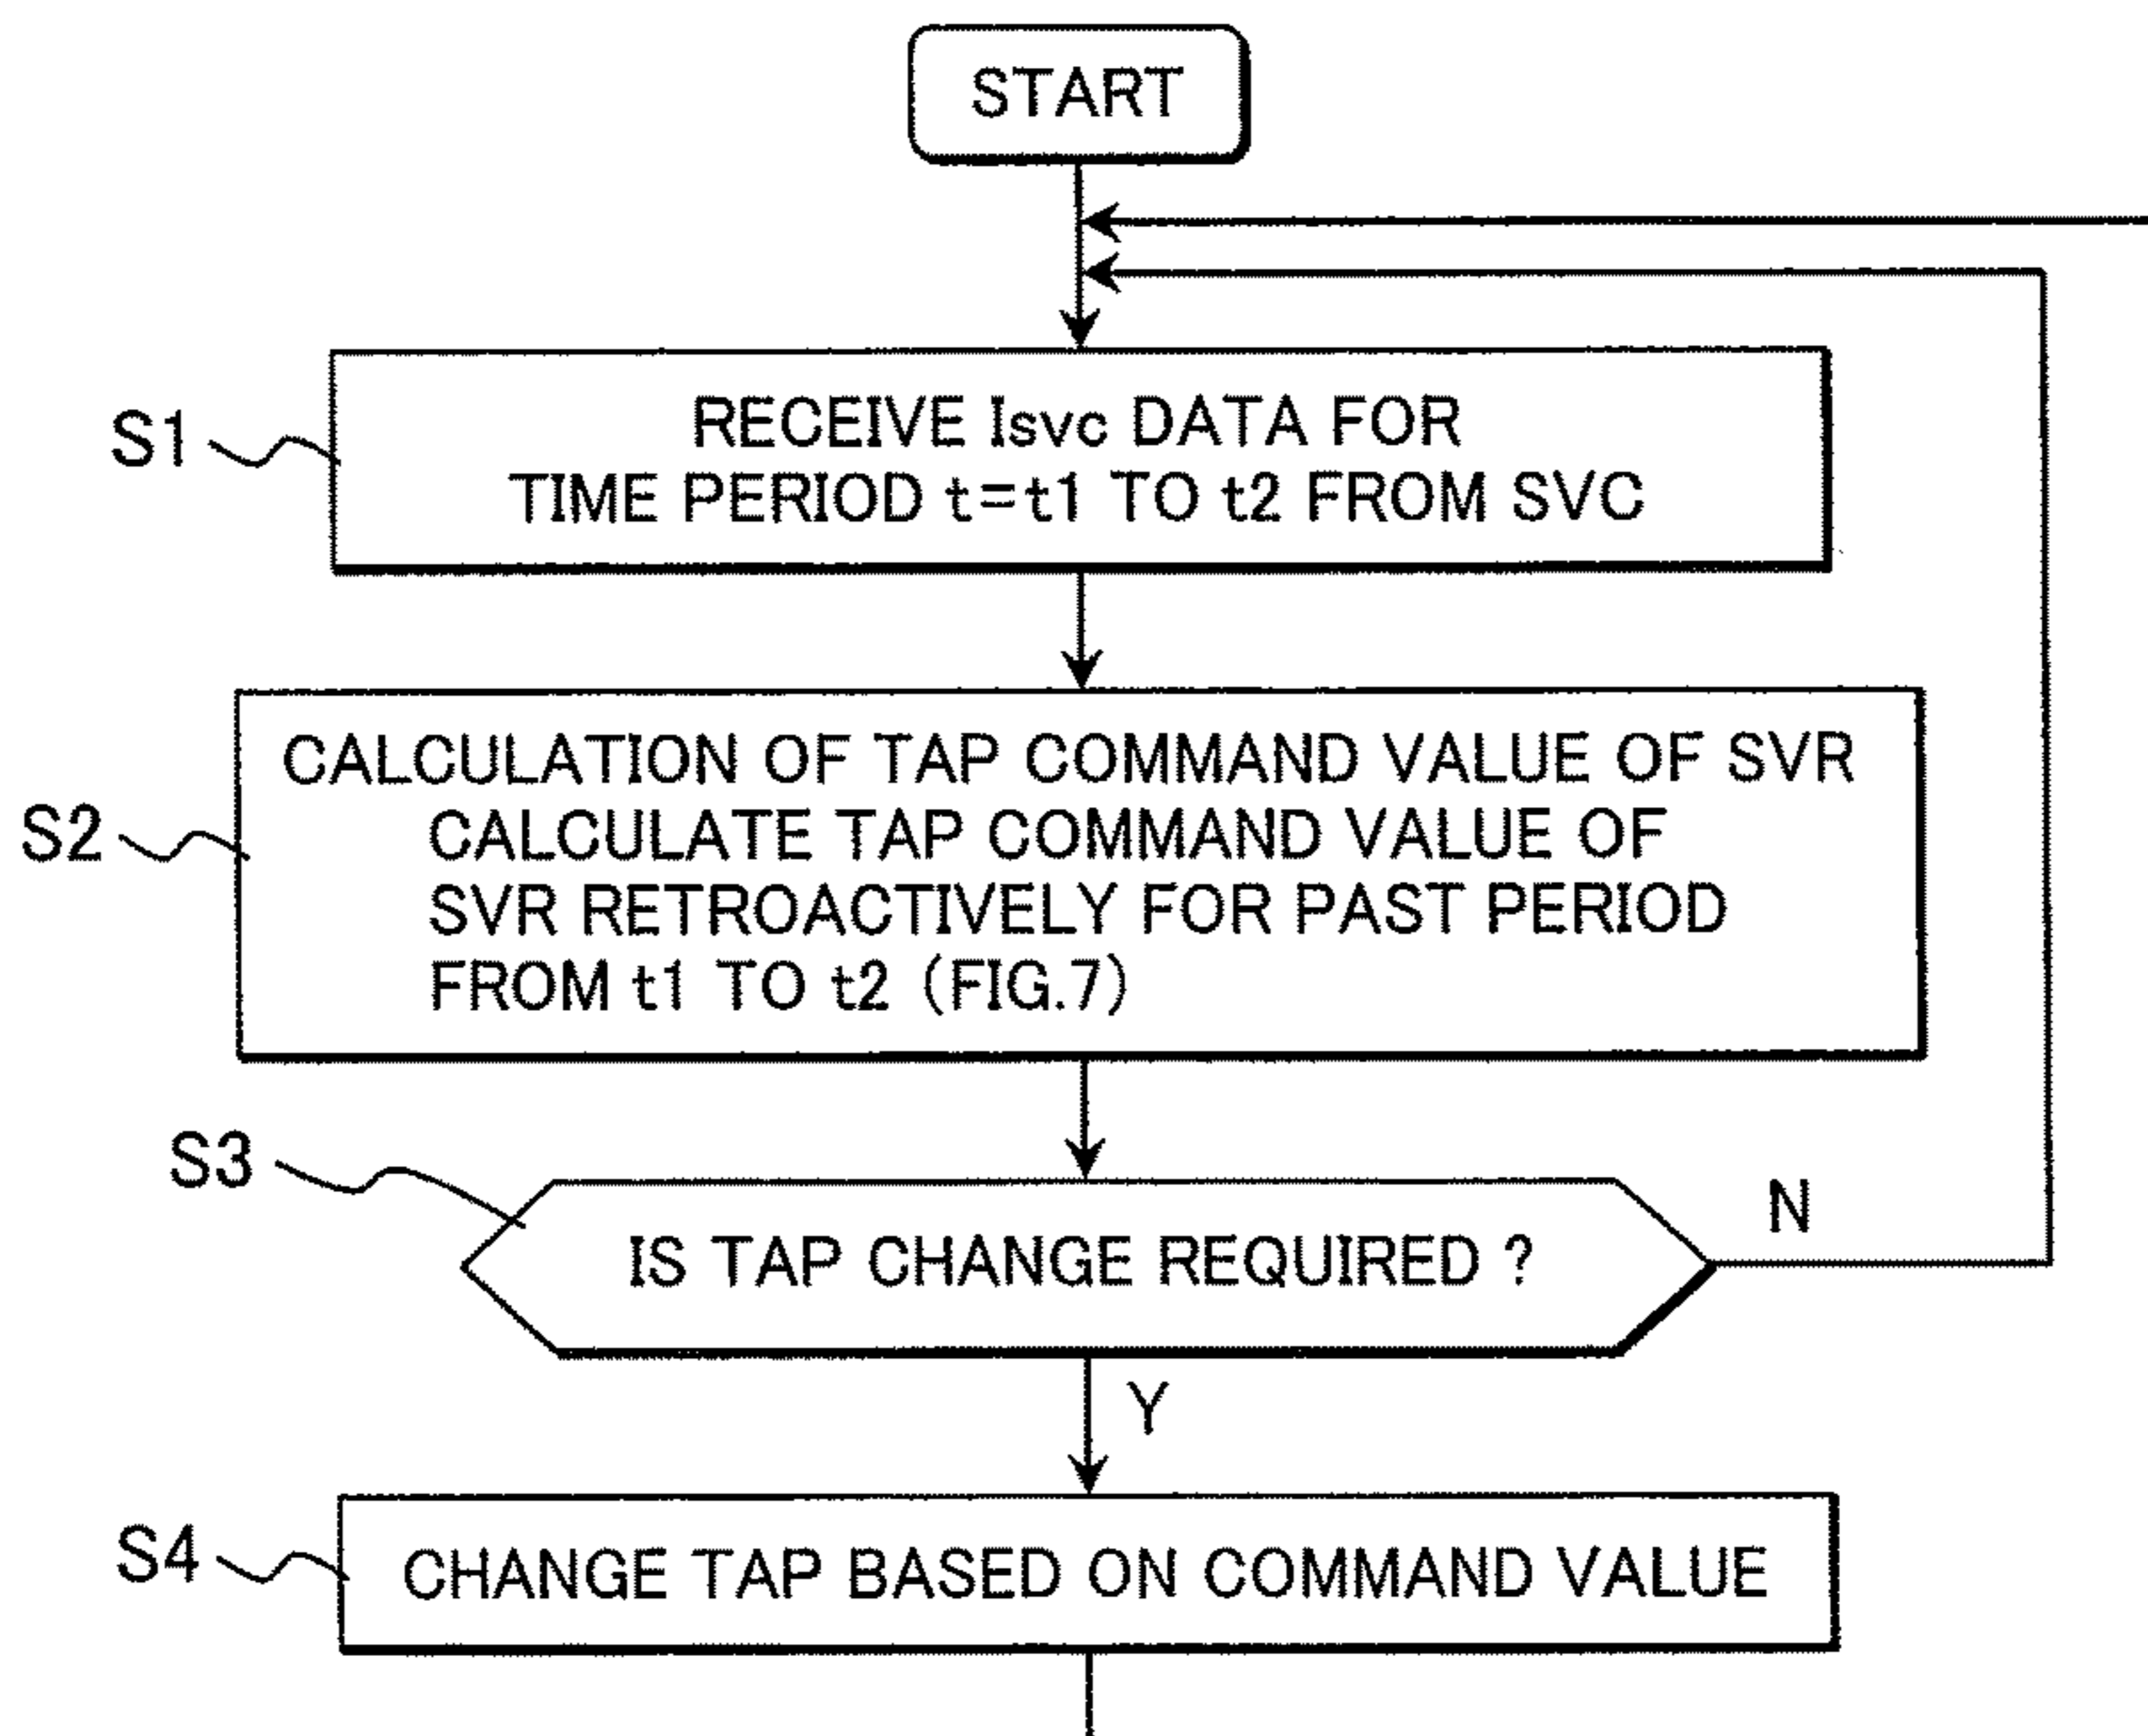 START
S1
RECEIVE Isvc DATA FOR
TIME PERIOD t=t1 TO t2 FROM SVC
S2
CALCULATION OF TAP COMMAND VALUE OF SVR
CALCULATE TAP COMMAND VALUE OF
SVR RETROACTIVELY FOR PAST PERIOD
FROM t1 TO t2 (FIG.7)
S3
IS TAP CHANGE REQUIRED ?
N
Y
S4
CHANGE TAP BASED ON COMMAND VALUE